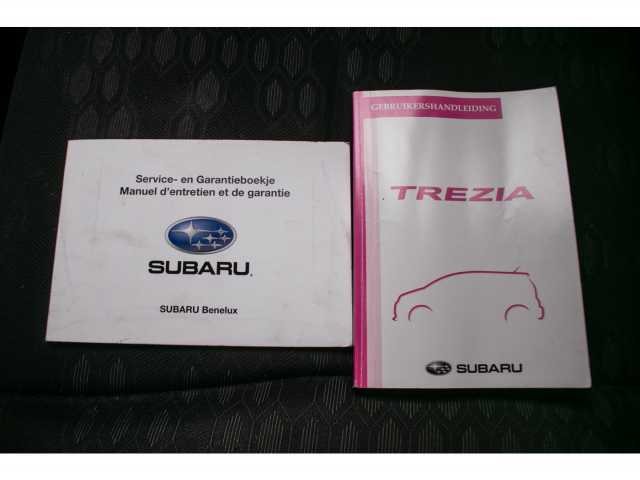 Service- en Garantieboekje
Manuel d'entretien et de garantie
SUBARU
SUBARU Benelux
GEBRUIKERSHANDLEIDING
TREZIA
SUBARU